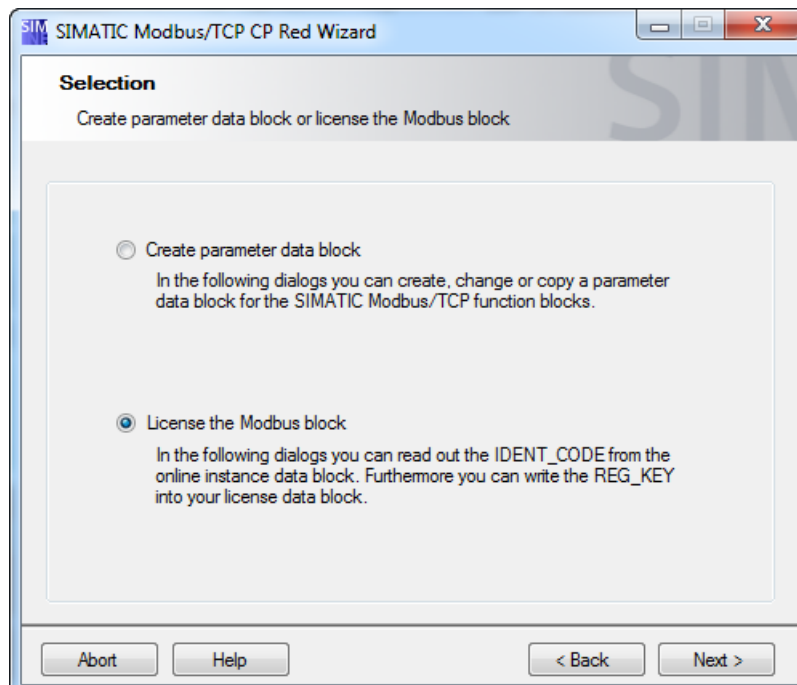 SIMATIC Modbus/TCP CP Red Wizard
Selection
Create parameter data block or license the Modbus block
Create parameter data block
In the following dialogs you can create, change or copy a parameter
data block for the SIMATIC Modbus/TCP function blocks.
License the Modbus block
In the following dialogs you can read out the IDENT_CODE from the
online instance data block. Furthermore you can write the REG_KEY
into your license data block.
Abort
Help
< Back
Next >